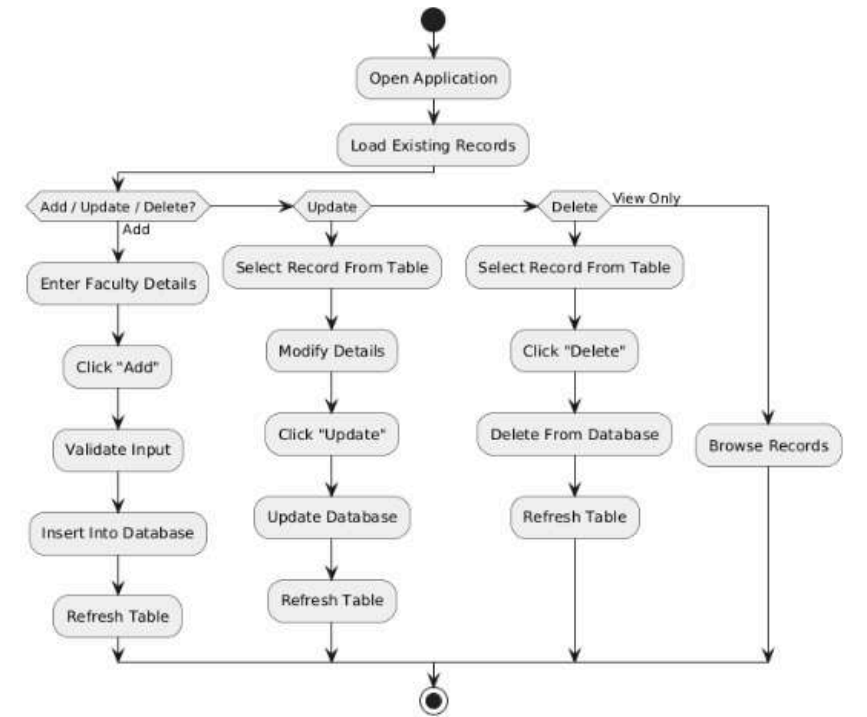 Open Application
Load Existing Records
Add / Update / Delete?
Update
Delete
View Only
Add
Enter Faculty Details
Click "Add"
Validate Input
Insert Into Database
Refresh Table
Select Record From Table
Modify Details
Click "Update"
Update Database
Refresh Table
Select Record From Table
Click "Delete"
Delete From Database
Refresh Table
Browse Records